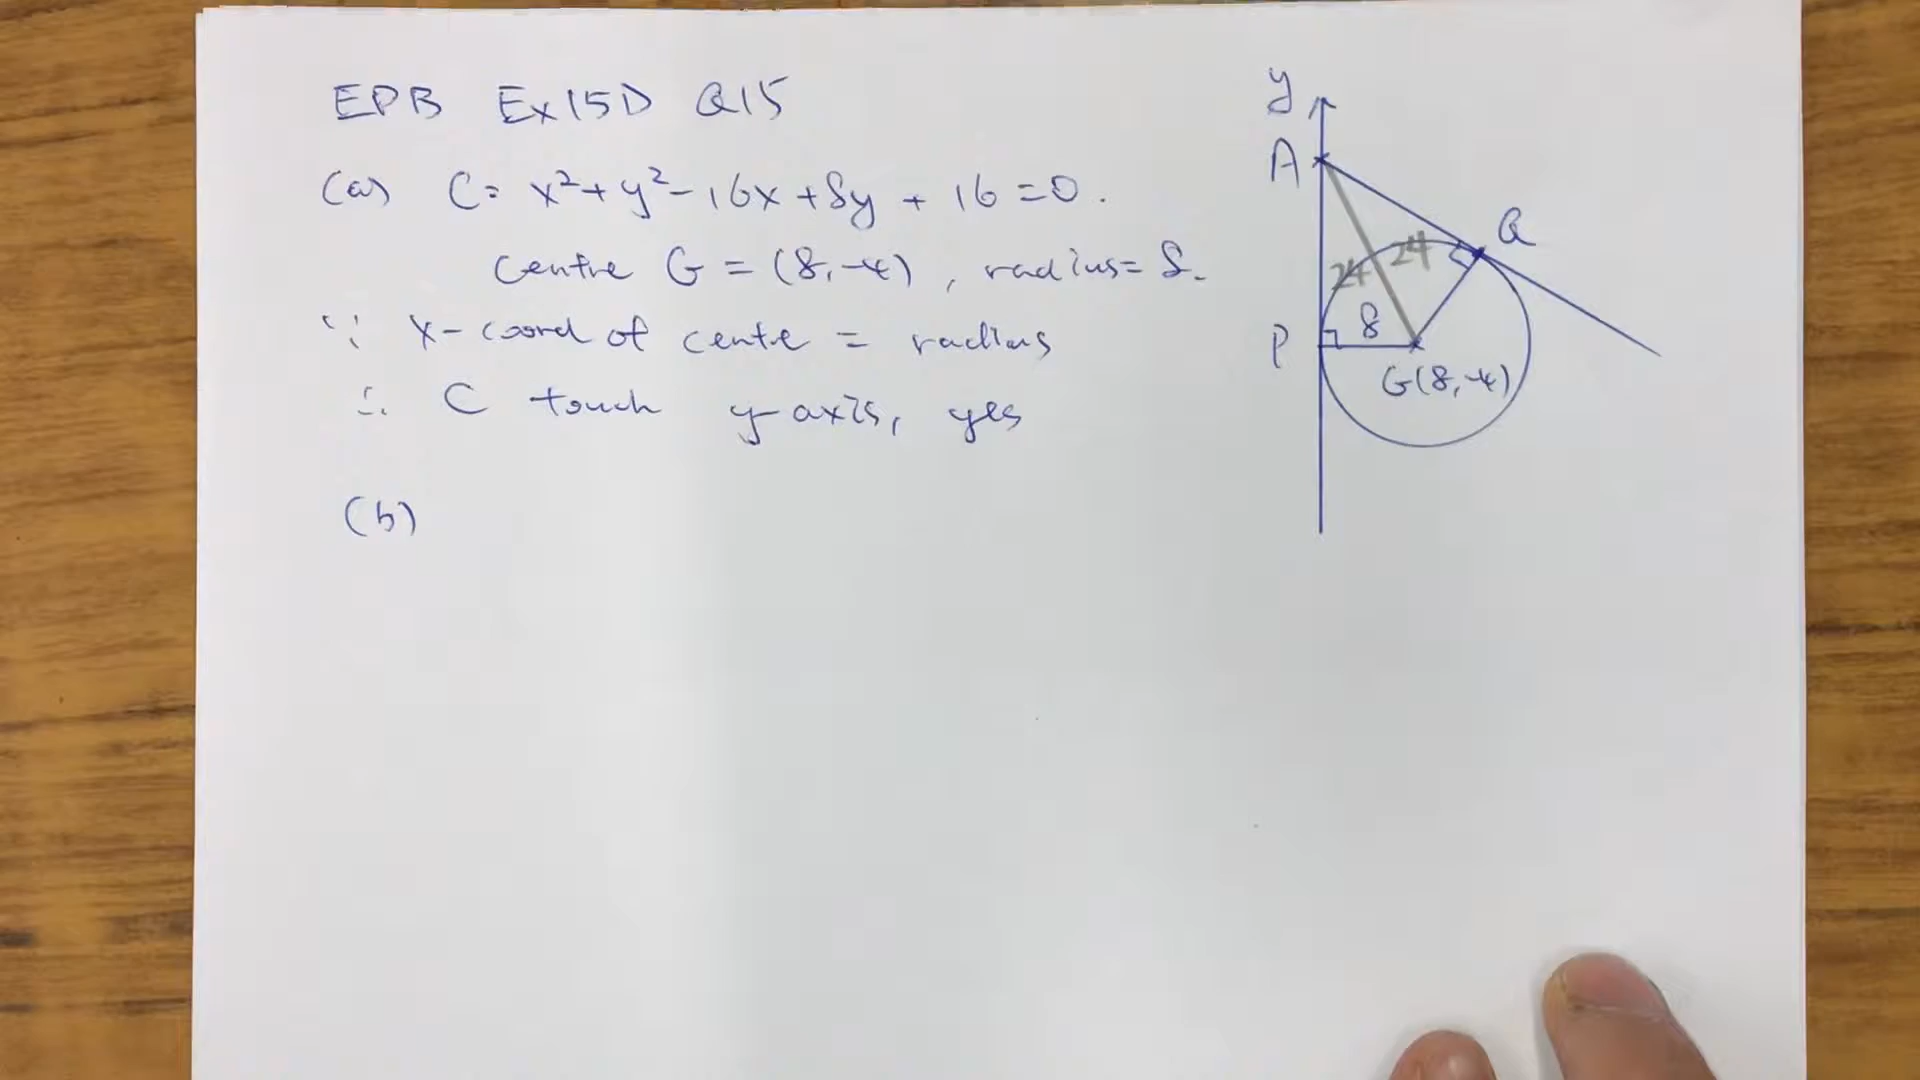 EPB Ex15D Q15
(a) C: x²+y²-16x+8y+16=0.
centre G=(8,-4), radius=8.
∵ x-coord of cente = radius
∴ C touch y-axis, yes
(b)
y
A
Q
24 24
P
8
G(8,-4)